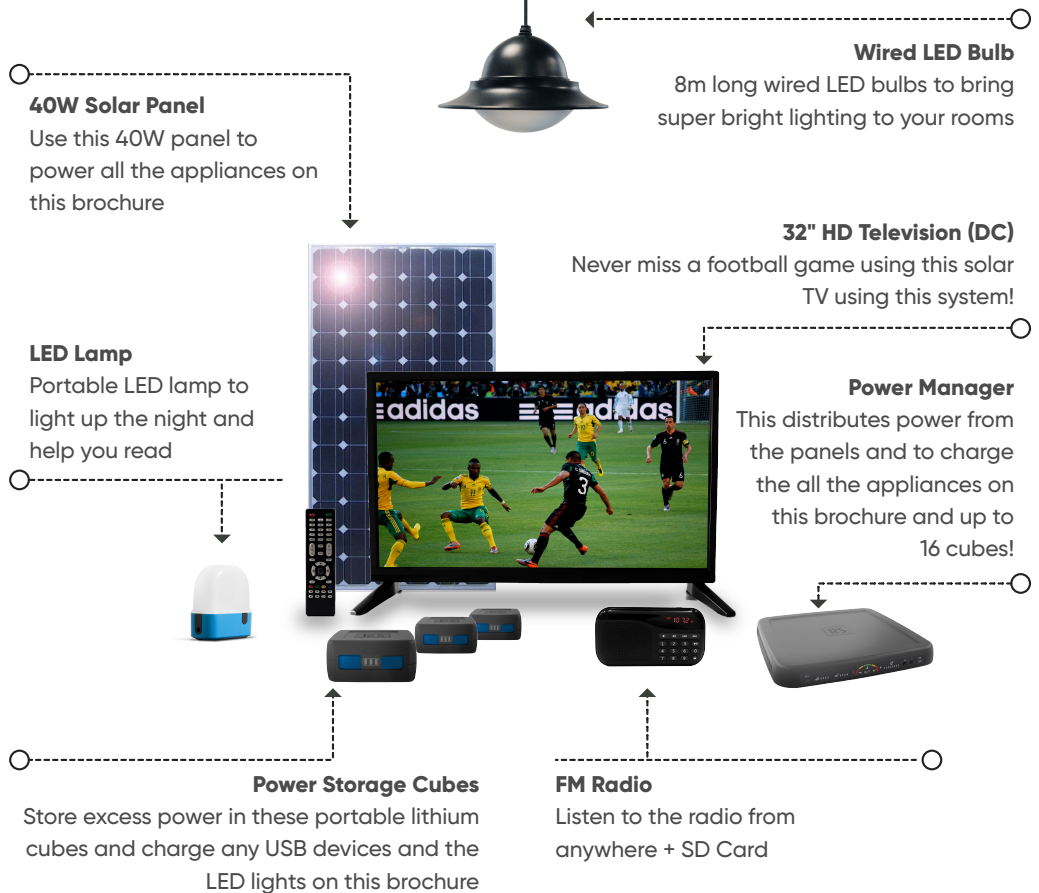 Wired LED Bulb
8m long wired LED bulbs to bring
super bright lighting to your rooms
40W Solar Panel
Use this 40W panel to
power all the appliances on
this brochure
32" HD Television (DC)
Never miss a football game using this solar
TV using this system!
LED Lamp
Portable LED lamp to
light up the night and
help you read
Power Manager
This distributes power from
the panels and to charge
the all the appliances on
this brochure and up to
16 cubes!
adidas
adidas
3
6
Power Storage Cubes
Store excess power in these portable lithium
cubes and charge any USB devices and the
LED lights on this brochure
FM Radio
Listen to the radio from
anywhere + SD Card